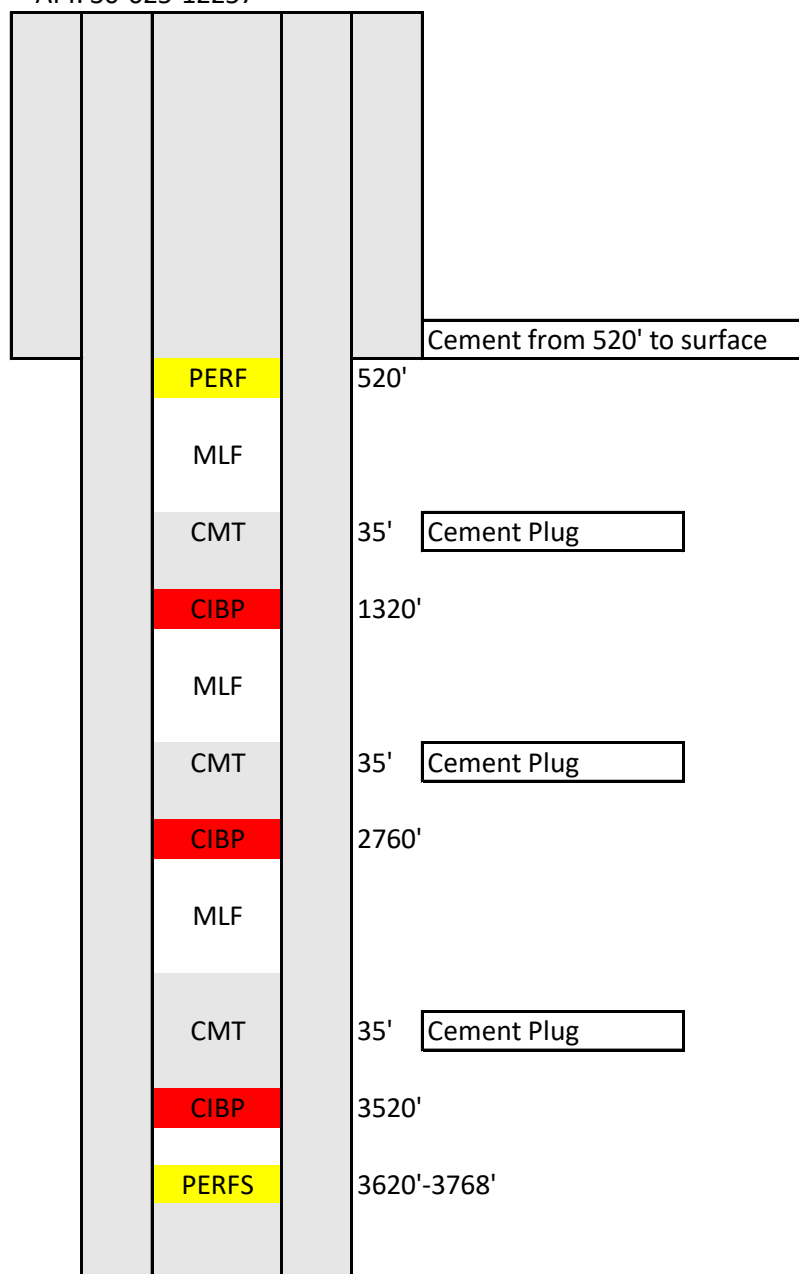 Cement from 520' to surface
PERF 520'
MLF
CMT 35' Cement Plug
CIBP 1320'
MLF
CMT 35' Cement Plug
CIBP 2760'
MLF
CMT 35' Cement Plug
CIBP 3520'
PERFS 3620'-3768'